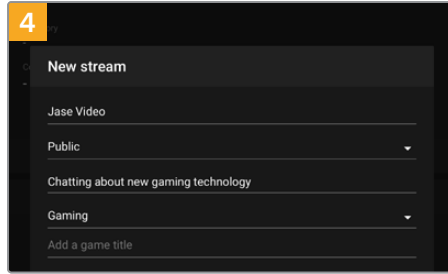 4
New stream
Jase Video
Public
Chatting about new gaming technology
Gaming
Add a game title